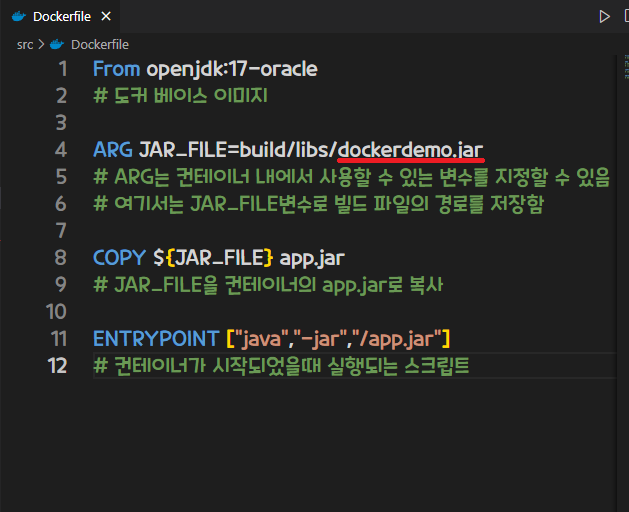 Dockerfile
src > Dockerfile
1 From openjdk:17-oracle
2 # 도커 베이스 이미지
3
4 ARG JAR_FILE=build/libs/dockerdemo.jar
5 # ARG는 컨테이너 내에서 사용할 수 있는 변수를 지정할 수 있음
6 # 여기서는 JAR_FILE변수로 빌드 파일의 경로를 저장함
7
8 COPY ${JAR_FILE} app.jar
9 # JAR_FILE을 컨테이너의 app.jar로 복사
10
11 ENTRYPOINT ["java","-jar","/app.jar"]
12 # 컨테이너가 시작되었을때 실행되는 스크립트